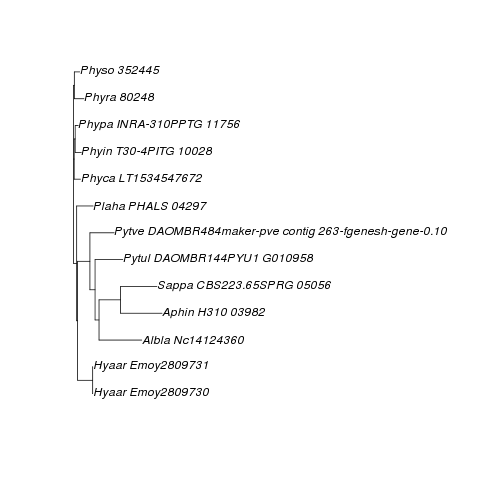 Physo 352445
Phyra 80248
Phypa INRA-310PPTG 11756
Phyin T30-4PITG 10028
Phyca LT1534547672
Plaha PHALS 04297
Pytve DAOMBR484maker-pve contig 263-fgenesh-gene-0.10
Pytul DAOMBR144PYU1 G010958
Sappa CBS223.65SPRG 05056
Aphin H310 03982
Albla Nc14124360
Hyaar Emoy2809731
Hyaar Emoy2809730